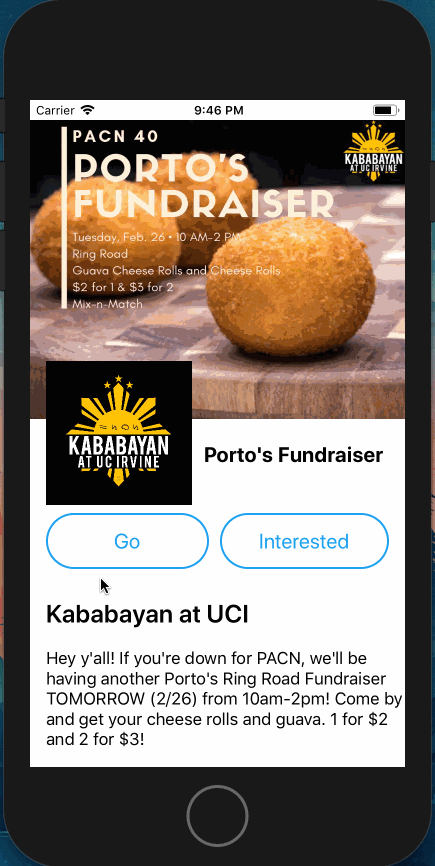 Carrier 9:46 PM
PACN 40
PORTO'S
FUNDRAISER
Tuesday, Feb. 26 • 10 AM-2 PM
Ring Road
Guava Cheese Rolls and Cheese Rolls
$2 for 1 & $3 for 2
Mix-n-Match
KABABAYAN
AT UC IRVINE
KABABAYAN
AT UC IRVINE
Porto's Fundraiser
Go Interested
Kababayan at UCI
Hey y'all! If you're down for PACN, we'll be
having another Porto's Ring Road Fundraiser
TOMORROW (2/26) from 10am-2pm! Come by
and get your cheese rolls and guava. 1 for $2
and 2 for $3!